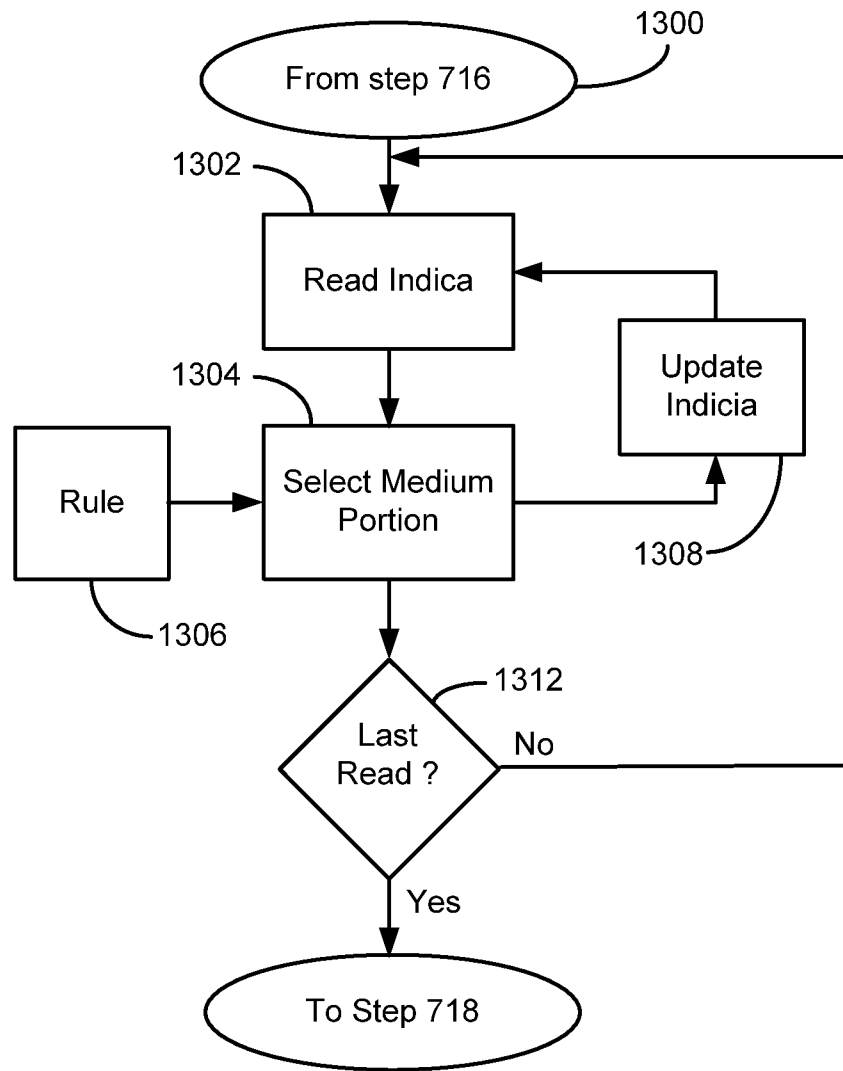 1300
From step 716
1302
Read Indica
1304
Update
Indicia
Select Medium
Portion
Rule
1308
1306
1312
Last
Read ?
No
Yes
To Step 718